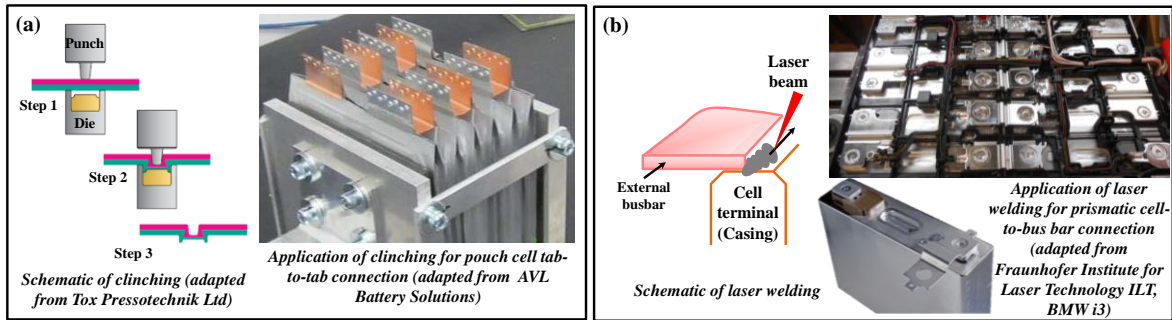 (a)
Punch
Step 1
Die
Step 2
Step 3
Schematic of clinching (adapted
from Tox Pressotechnik Ltd)
Application of clinching for pouch cell tab-
to-tab connection (adapted from AVL
Battery Solutions)
(b)
Laser
beam
External
busbar
Cell
terminal
(Casing)
Schematic of laser welding
Application of laser
welding for prismatic cell-
to-bus bar connection
(adapted from
Fraunhofer Institute for
Laser Technology ILT,
BMW i3)